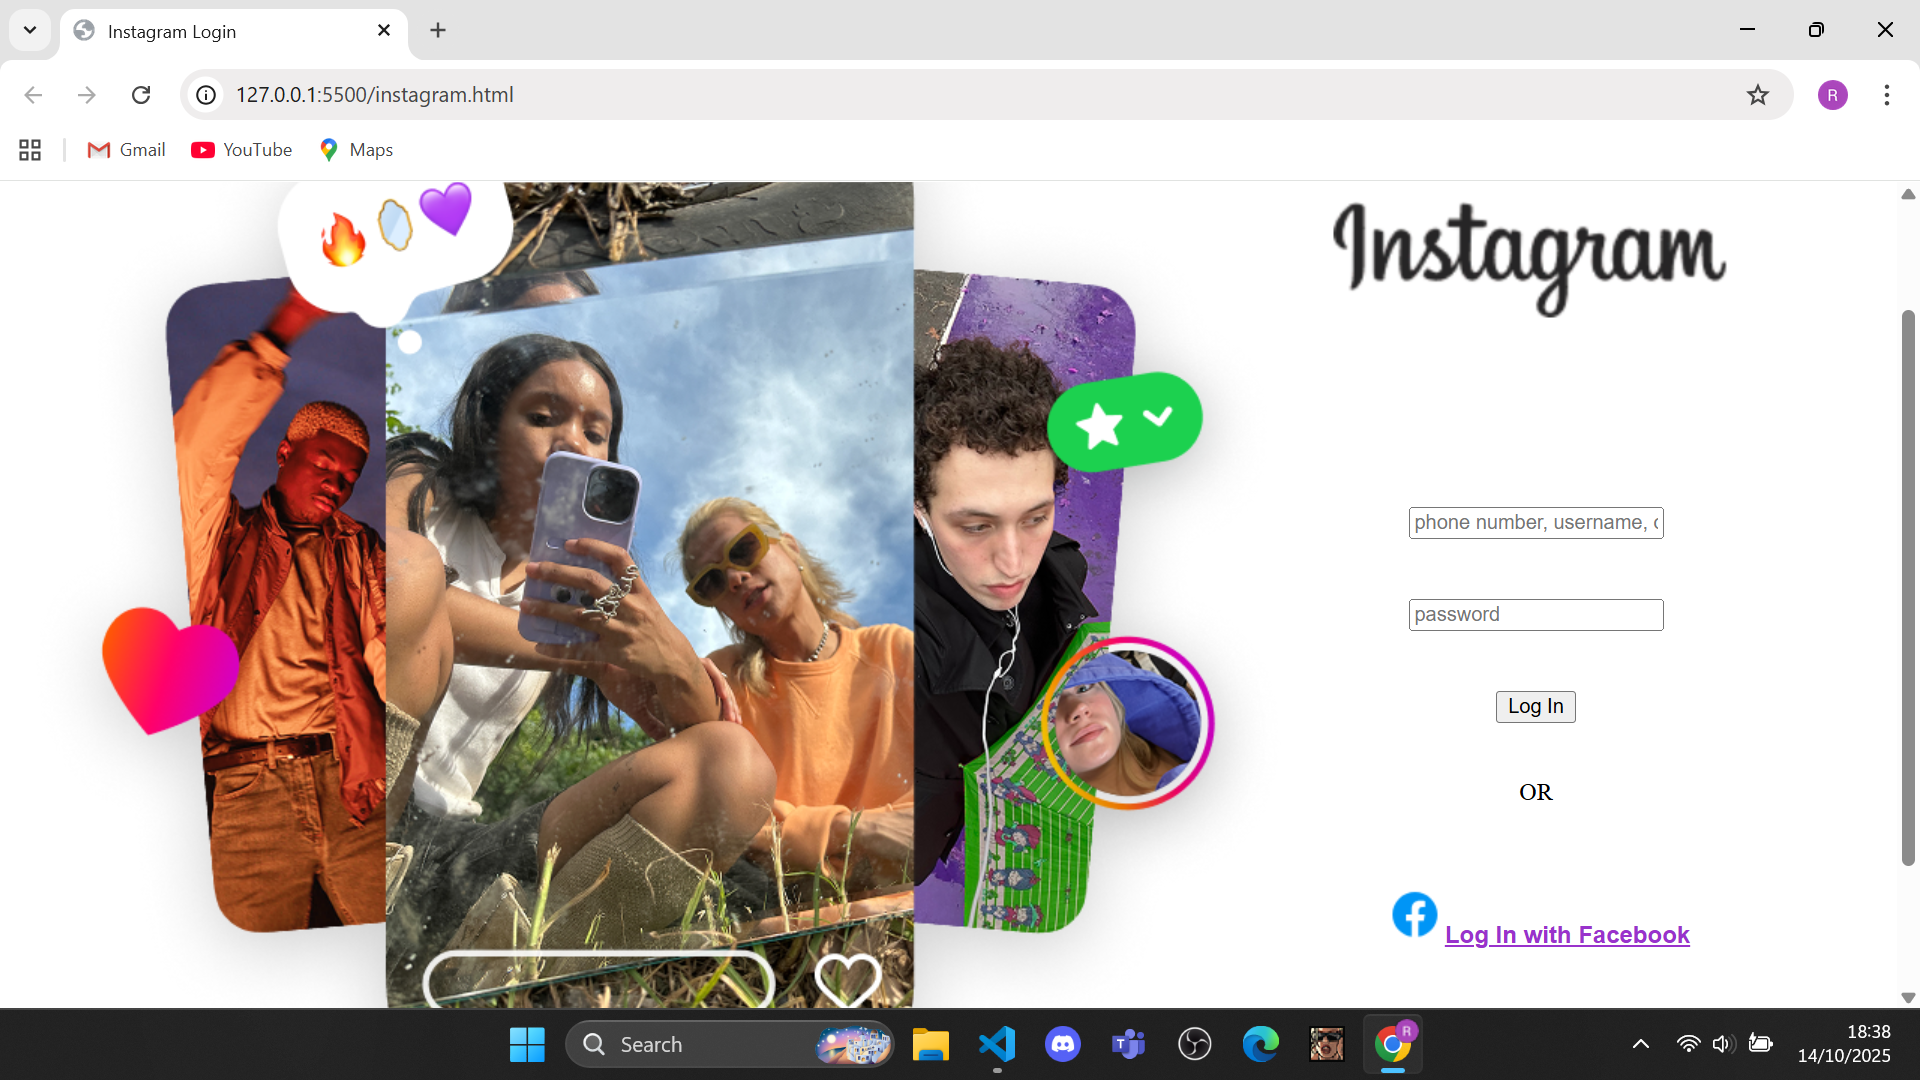 Instagram Login
127.0.0.1:5500/instagram.html
R
Gmail
YouTube
Maps
Instagram
phone number, username, 
password
Log In
OR
Log In with Facebook
Search
R
18:38
14/10/2025